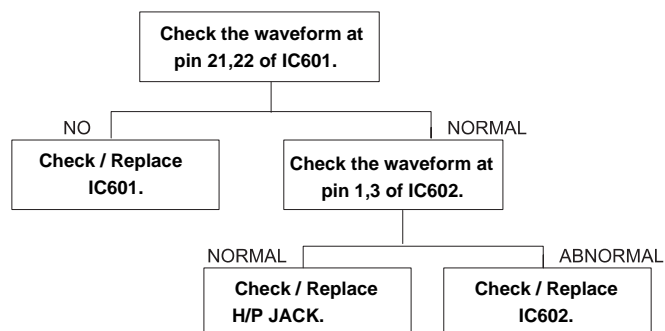 Check the waveform at
pin 21,22 of IC601.
NO
NORMAL
Check / Replace
IC601.
Check the waveform at
pin 1,3 of IC602.
NORMAL
ABNORMAL
Check / Replace
H/P JACK.
Check / Replace
IC602.